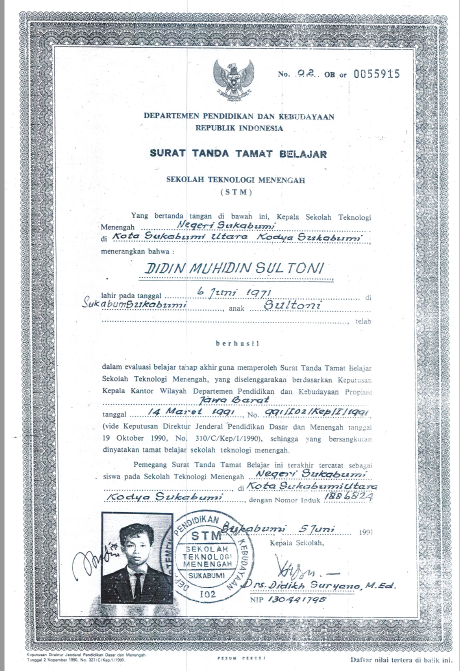 No. 02 OB or 0055915
DEPARTEMEN PENDIDIKAN DAN KEBUDAYAAN
REPUBLIK INDONESIA
SURAT TANDA TAMAT BELAJAR
SEKOLAH TEKNOLOGI MENENGAH
(STM)
Yang bertanda tangan di bawah ini, Kepala Sekolah Teknologi
Menengah Negeri Sukabumi
di Kota Sukabumi Utara Kodya Sukabumi
menerangkan bahwa :
DIDIN MUHIDIN SULTONI
lahir pada tanggal 6 Juni 1971 di
Sukabumi, anak Sultoni
telah
berhasil
dalam evaluasi belajar tahap akhir guna memperoleh Surat Tanda Tamat Belajar
Sekolah Teknologi Menengah, yang diselenggarakan berdasarkan Keputusan
Kepala Kantor Wilayah Departemen Pendidikan dan Kebudayaan Propinsi
Jawa Barat
tanggal 14 Maret 1991 No. 991/I02/Kep/E/1991
(vide Keputusan Direktur Jenderal Pendidikan Dasar dan Menengah tanggal
19 Oktober 1990, No. 310/C/Kep/I/1990), sehingga yang bersangkutan
dinyatakan tamat belajar sekolah teknologi menengah.
Pemegang Surat Tanda Tamat Belajar ini terakhir tercatat sebagai
siswa pada Sekolah Teknologi Menengah Negeri Sukabumi
di Kota Sukabumi Utara
Kodya Sukabumi dengan Nomor Induk 1886824
Sukabumi 5 Juni 1991
Kepala Sekolah,
DEPARTEMEN PENDIDIKAN DAN KEBUDAYAAN
STM
SEKOLAH
TEKNOLOGI
MENENGAH
SUKABUMI
I02
Drs. Didikh Suryano, M.Ed.
NIP 130421798
Keputusan Direktur Jenderal Pendidikan Dasar dan Menengah
Tanggal 2 Nopember 1990, No. 321/C/Kep/I/1990.
PERUM PERURI
Daftar nilai tertera di balik ini.